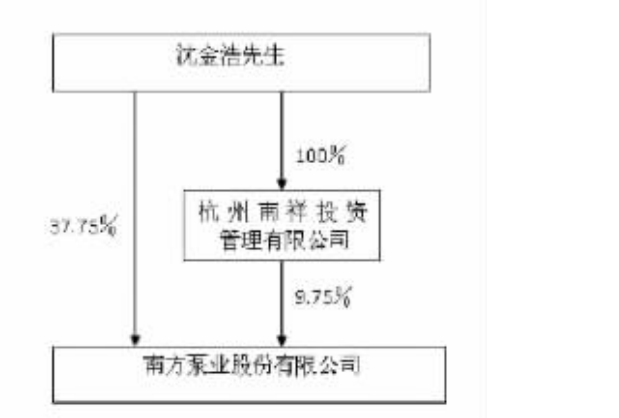 沈金浩先生
100%
杭州南祥投资
管理有限公司
37.75%
9.75%
南方泵业股份有限公司